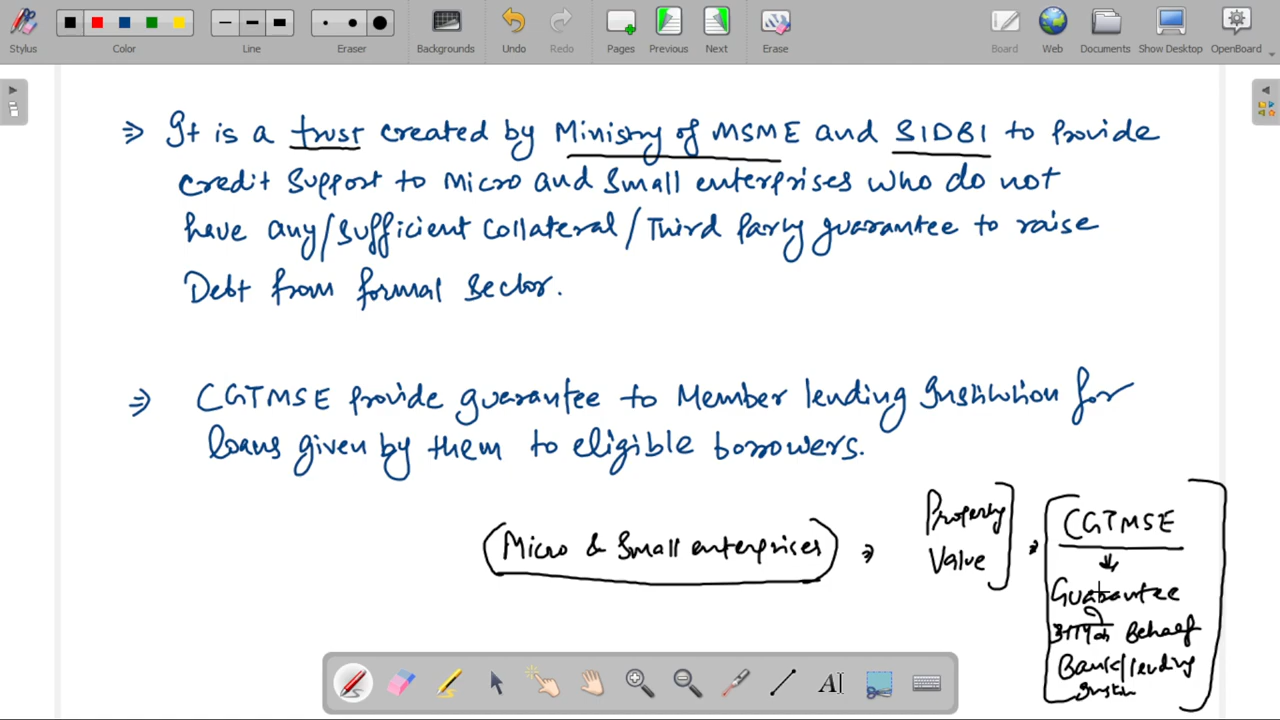 Stylus
Color
Line
Eraser
Backgrounds
Undo
Redo
Pages
Previous
Next
Erase
Board
Web
Documents
Show Desktop
OpenBoard
⇒ It is a trust created by Ministry of MSME and SIDBI to Provide
credit support to Micro and Small enterprises who do not
have any/sufficient collateral/Third Party guarantee to raise
Debt from formal sector.
⇒ CGTMSE provide guarantee to Member lending Institution for
loans given by them to eligible borrowers.
(Micro & Small enterprises) ⇒
Property
Value
⇒
CGTMSE
↓
Guarantee
Behalf
Bank/lending